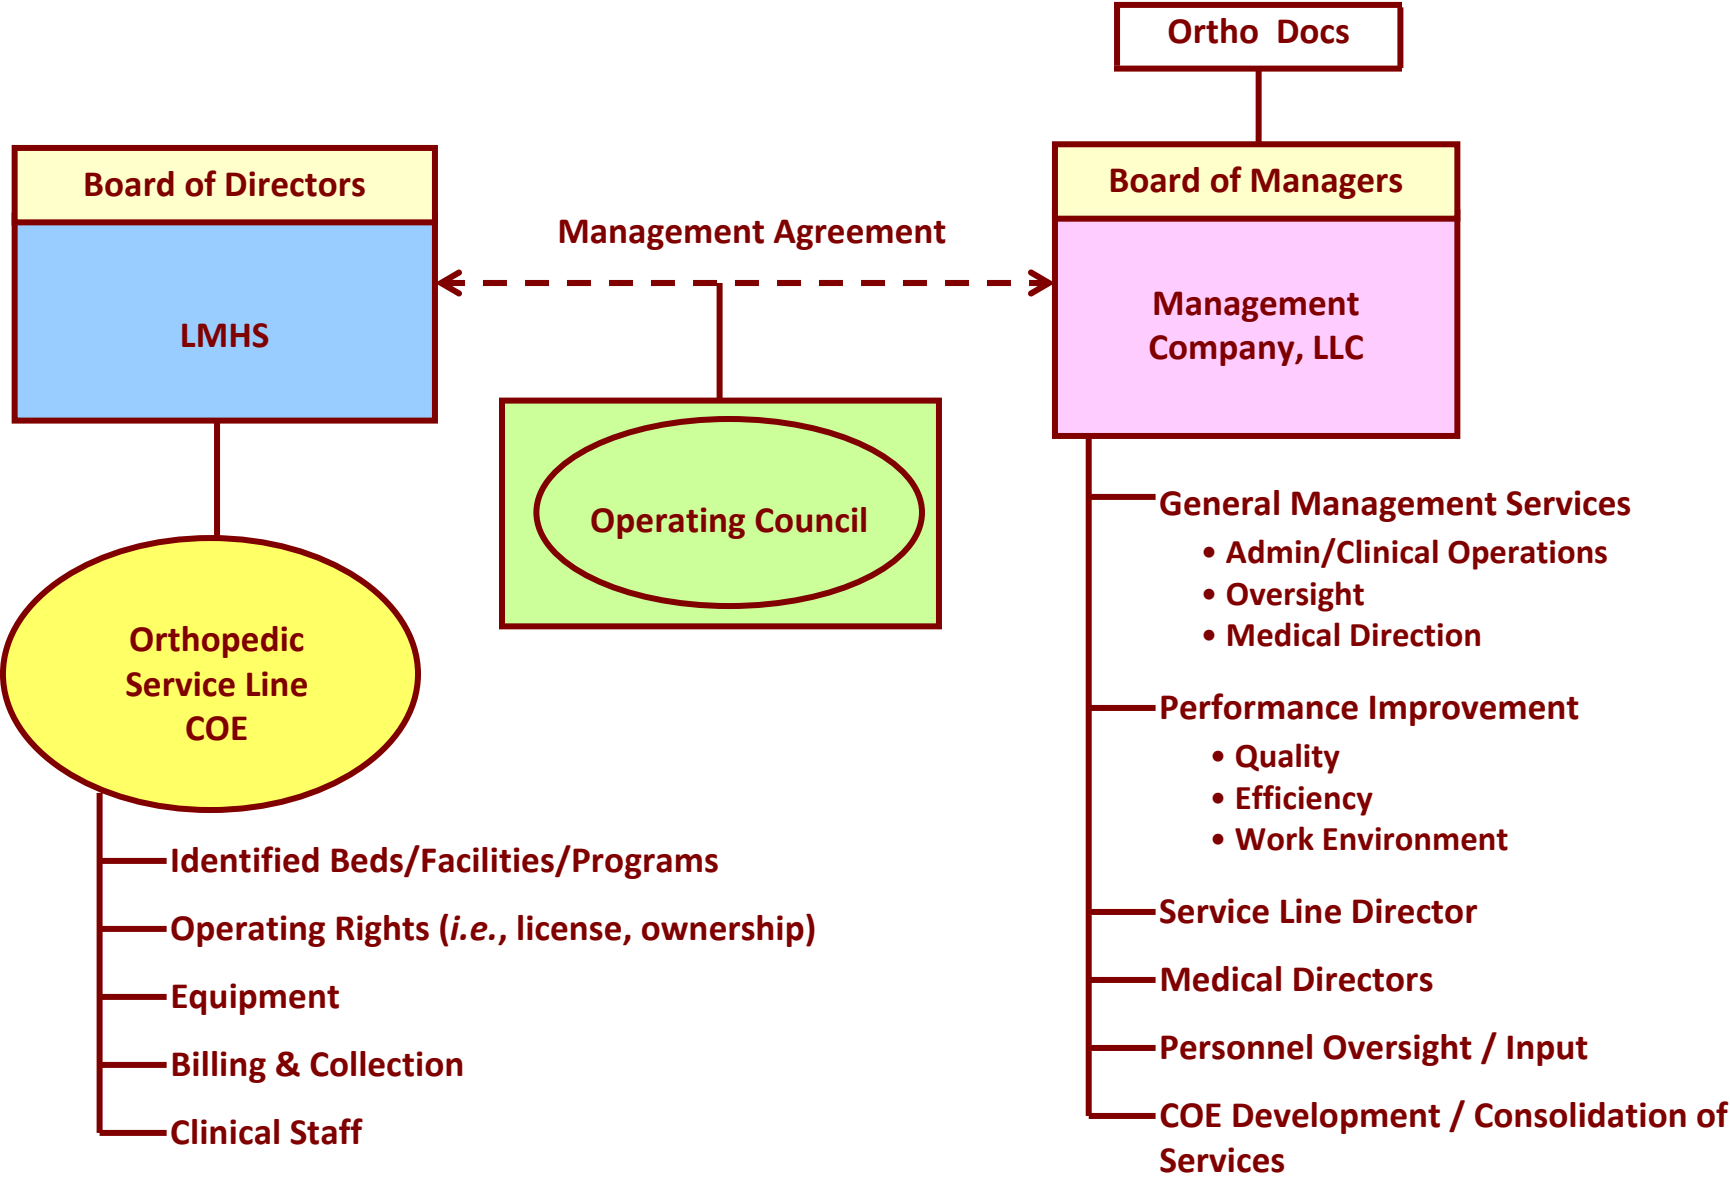 Ortho Docs
Board of Directors
LMHS
Management Agreement
Board of Managers
Management
Company, LLC
Operating Council
Orthopedic
Service Line
COE
Identified Beds/Facilities/Programs
Operating Rights (i.e., license, ownership)
Equipment
Billing & Collection
Clinical Staff
General Management Services
• Admin/Clinical Operations
• Oversight
• Medical Direction
Performance Improvement
• Quality
• Efficiency
• Work Environment
Service Line Director
Medical Directors
Personnel Oversight / Input
COE Development / Consolidation of
Services